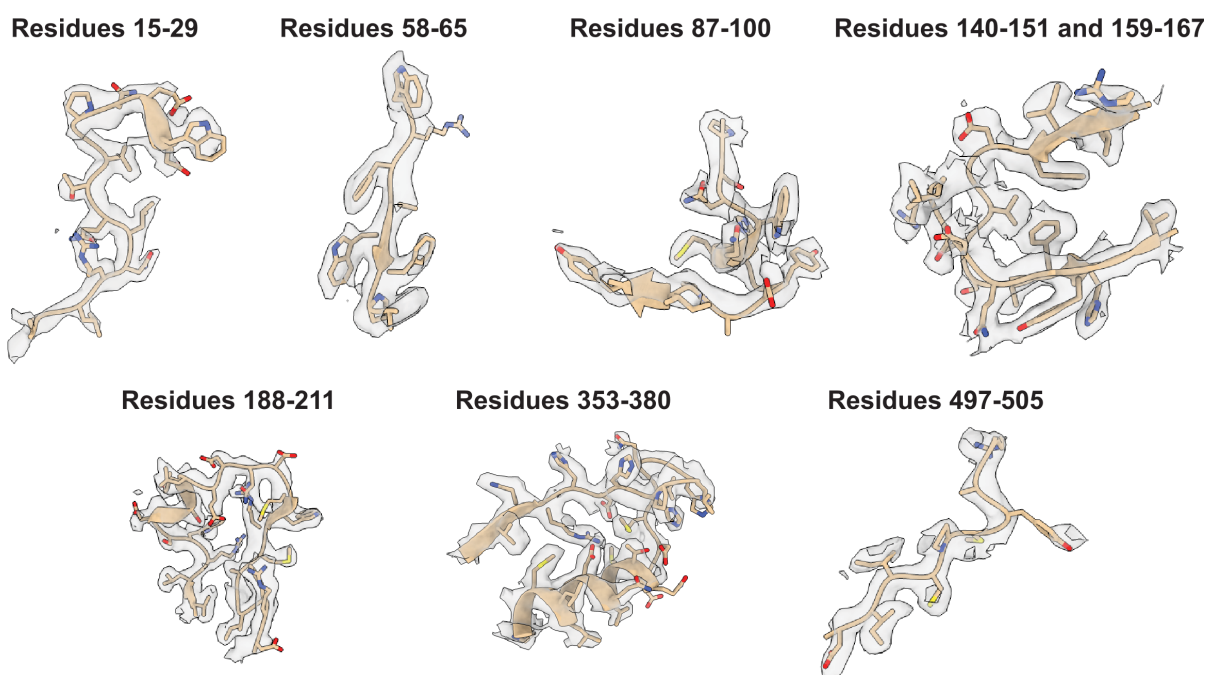 Residues 15-29
Residues 58-65
Residues 87-100
Residues 140-151 and 159-167
Residues 188-211
Residues 353-380
Residues 497-505